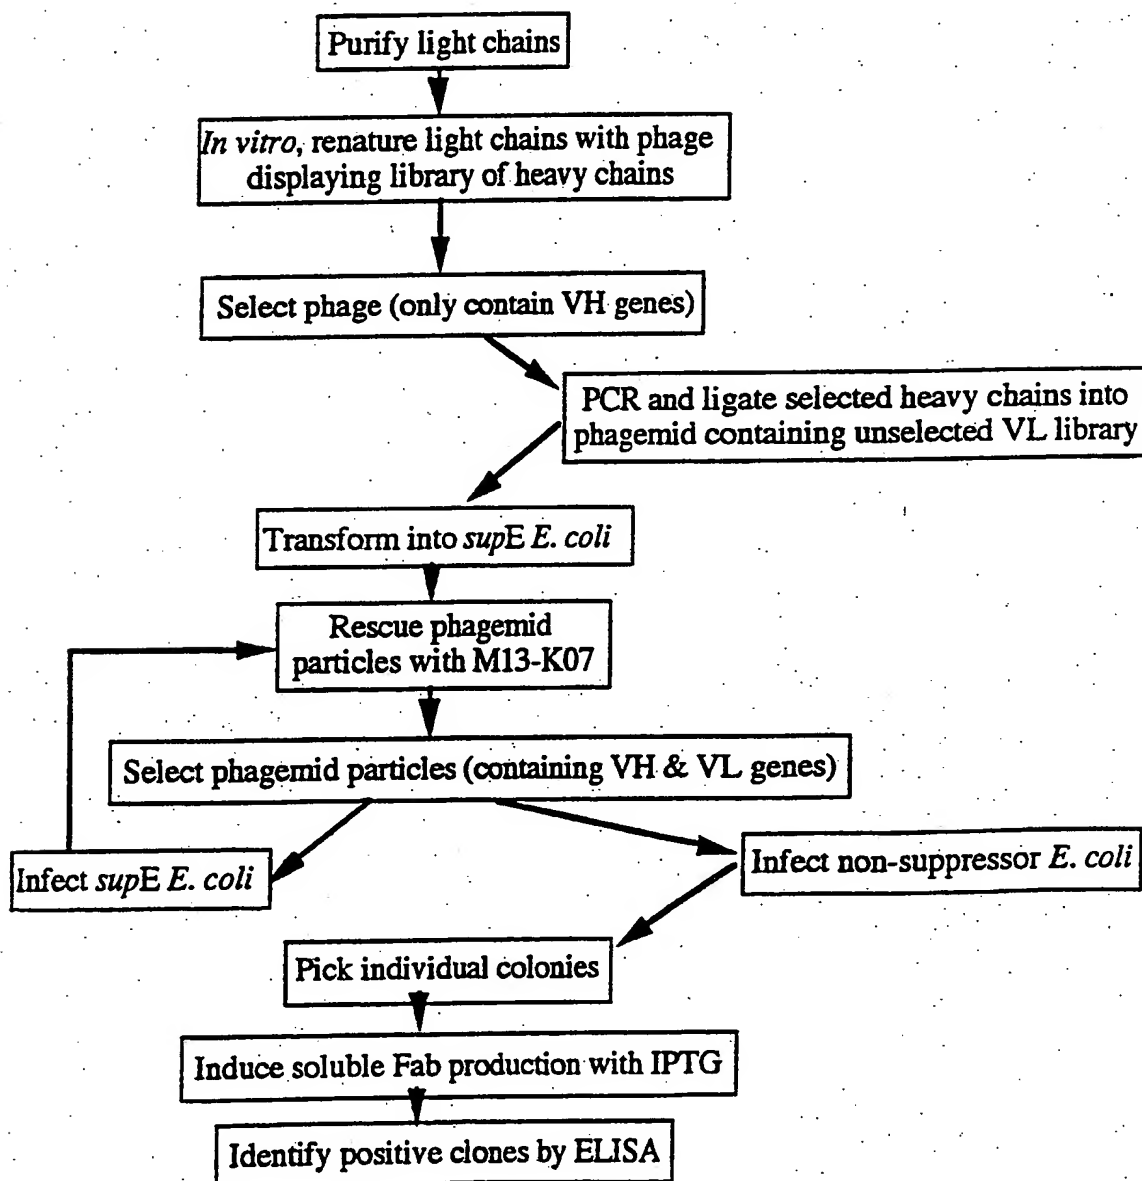 Purify light chains
In vitro, renature light chains with phage
displaying library of heavy chains
Select phage (only contain VH genes)
PCR and ligate selected heavy chains into
phagemid containing unselected VL library
Transform into supE E. coli
Rescue phagemid
particles with M13-K07
Select phagemid particles (containing VH & VL genes)
Infect supE E. coli
Infect non-suppressor E. coli
Pick individual colonies
Induce soluble Fab production with IPTG
Identify positive clones by ELISA